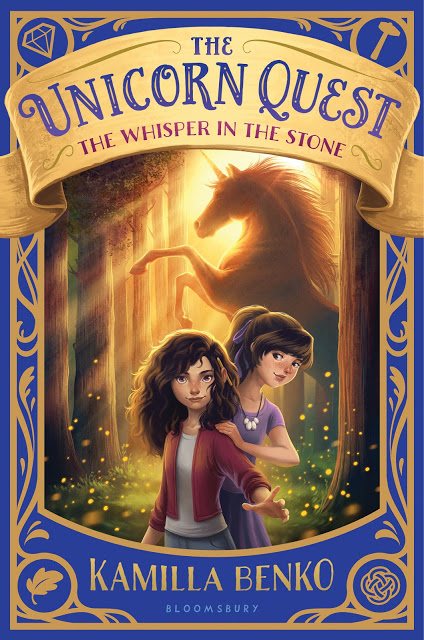 THE
UNICORN QUEST
THE WHISPER IN THE STONE
KAMILLA BENKO
BLOOMSBURY